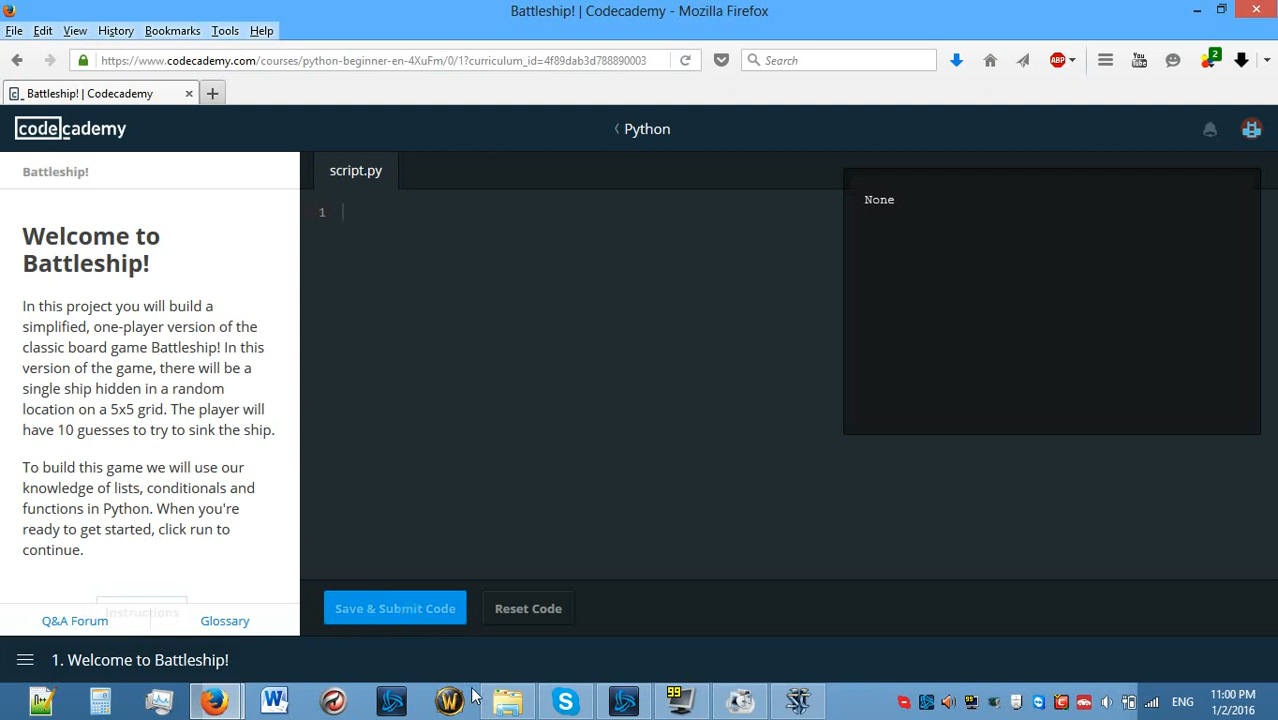 Battleship! | Codecademy - Mozilla Firefox
File Edit View History Bookmarks Tools Help
https://www.codecademy.com/courses/python-beginner-en-4XuFm/0/1?curriculum_id=4f89dab3d788890003
Search
ABP
You Tube
2
Battleship! | Codecademy
codecademy
Python
Battleship!
script.py
Welcome to
Battleship!
In this project you will build a
simplified, one-player version of the
classic board game Battleship! In this
version of the game, there will be a
single ship hidden in a random
location on a 5x5 grid. The player will
have 10 guesses to try to sink the ship.
To build this game we will use our
knowledge of lists, conditionals and
functions in Python. When you're
ready to get started, click run to
continue.
Instructions
Q&A Forum
Glossary
1
None
Save & Submit Code
Reset Code
1. Welcome to Battleship!
99
ENG
11:00 PM
1/2/2016